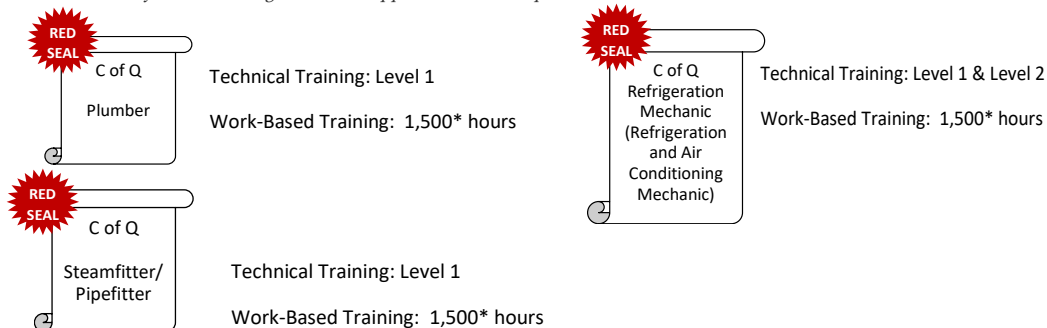 RED
SEAL
C of Q
Plumber
Technical Training: Level 1
Work-Based Training: 1,500* hours
RED
SEAL
C of Q
Refrigeration
Mechanic
(Refrigeration
and Air
Conditioning
Mechanic)
Technical Training: Level 1 & Level 2
Work-Based Training: 1,500* hours
RED
SEAL
C of Q
Steamfitter/
Pipefitter
Technical Training: Level 1
Work-Based Training: 1,500* hours